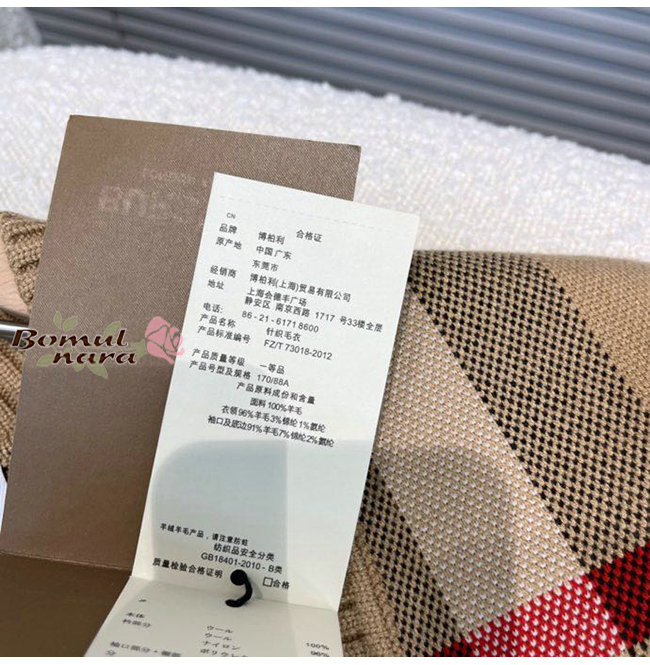 CN
合格证
品牌 博柏利
原产地 中国广东
东莞市
经销商 博柏利(上海)贸易有限公司
地址 上海会德丰广场
静安区 南京西路 1717 号33楼全层
电话: 86-21-6171 8600
产品名称 针织毛衣
产品标准编号 FZ/T 73018-2012
产品质量等级 一等品
产品号型及规格 170/88A
产品原料成份和含量
面料100%羊毛
衣领96%羊毛3%锦纶1%氨纶
袖口及底边91%羊毛7%锦纶2%氨纶
羊绒羊毛产品，请注意防蛀
纺织品安全分类
GB18401-2010 - B类
质量检验合格证明 □合格
本体 ウール 100%
衿部分 ウール 96%
ナイロン
Bomul
nara